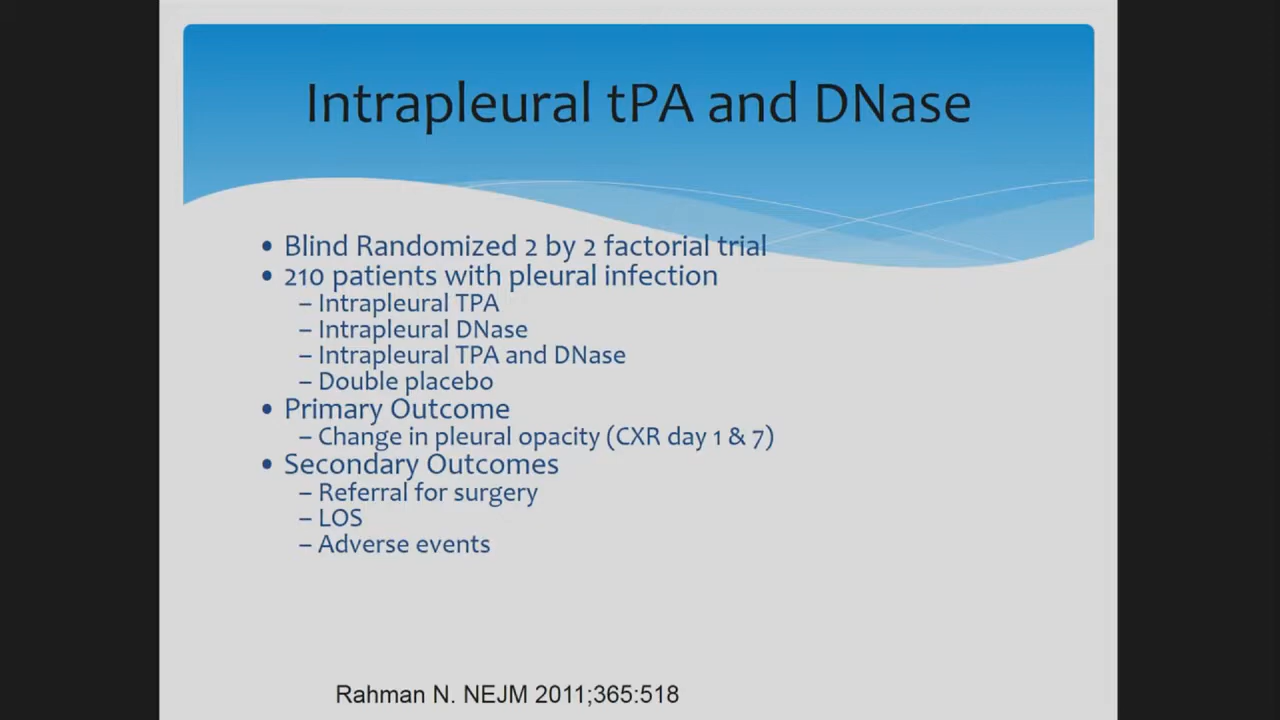 Intrapleural tPA and DNase
• Blind Randomized 2 by 2 factorial trial
• 210 patients with pleural infection
– Intrapleural TPA
– Intrapleural DNase
– Intrapleural TPA and DNase
– Double placebo
• Primary Outcome
– Change in pleural opacity (CXR day 1 & 7)
• Secondary Outcomes
– Referral for surgery
– LOS
– Adverse events
Rahman N. NEJM 2011;365:518